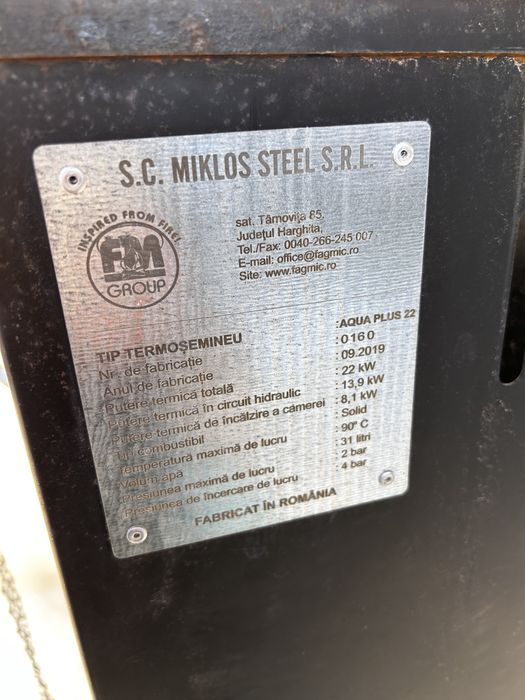 S.C. MIKLOS STEEL S.R.L.
INSPIRED FROM FIRE!
FM
GROUP
sat. Târnovița 85,
Județul Harghita,
Tel./Fax: 0040-266-245 007
E-mail: office@fagmic.ro
Site: www.fagmic.ro
TIP TERMOȘEMINEU :AQUA PLUS 22
Nr. de fabricație : 0160
Anul de fabricație : 09.2019
Putere termică totală : 22 kW
Putere termică în circuit hidraulic : 13,9 kW
Putere termică de încălzire a camerei : 8,1 kW
Tip combustibil : Solid
Temperatură maximă de lucru : 90° C
Volum apă : 31 litri
Presiunea maximă de lucru : 2 bar
Presiunea de încercare de lucru : 4 bar
FABRICAT ÎN ROMÂNIA